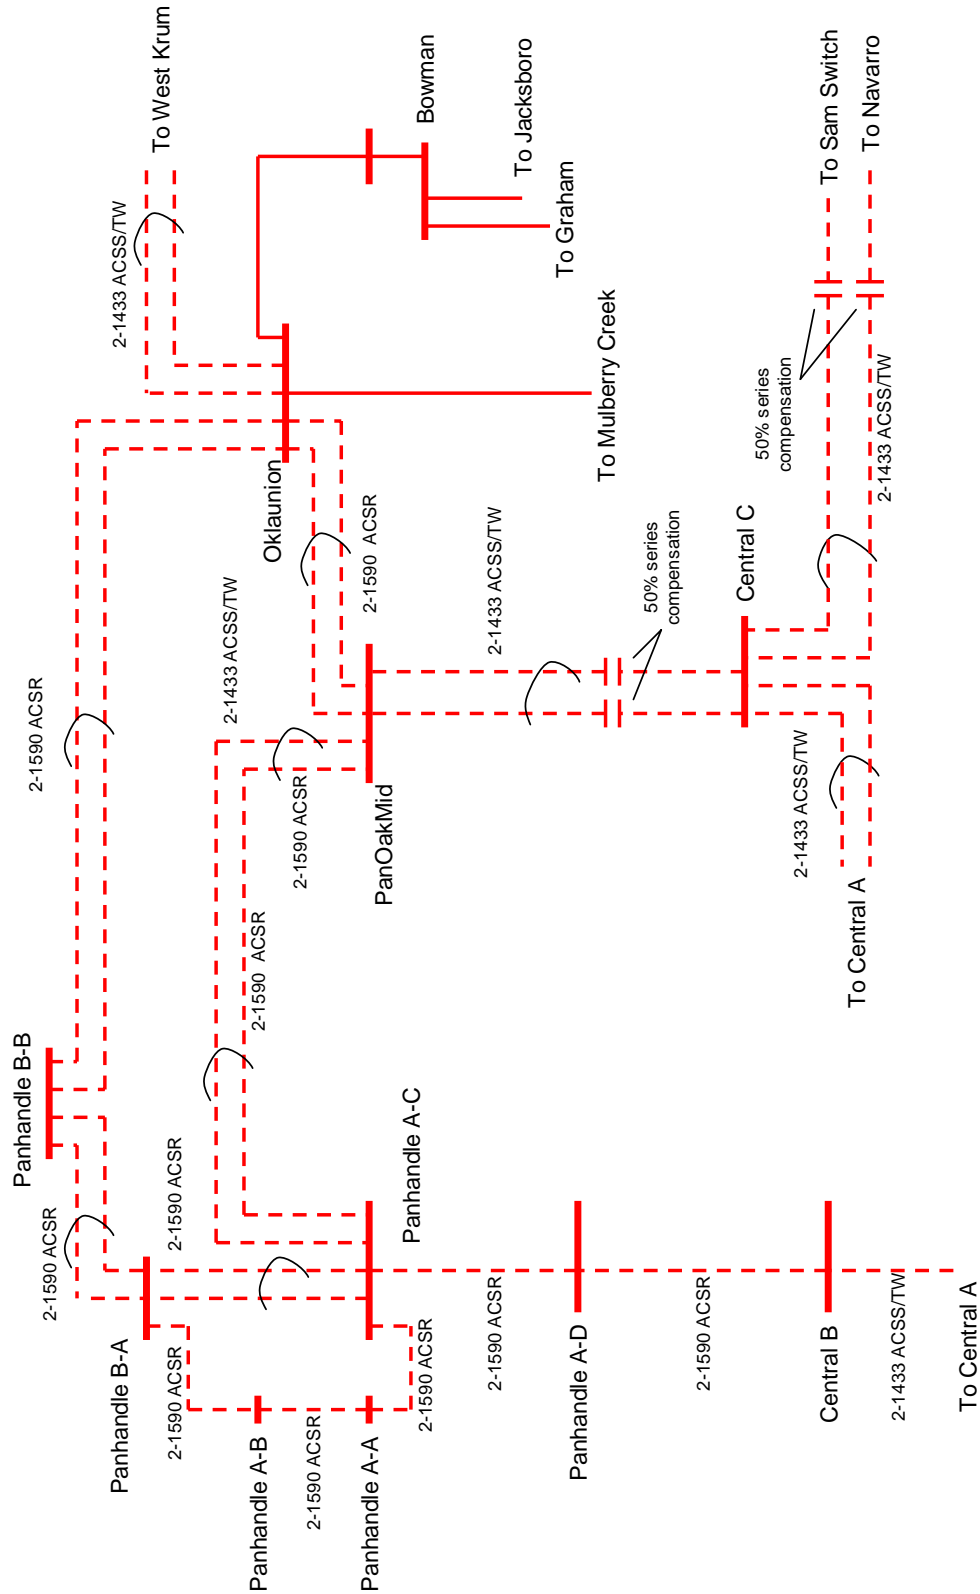 Panhandle B-A
2-1590 ACSR
Panhandle A-B
2-1590 ACSR
Panhandle A-A
2-1590 ACSR
2-1590 ACSR
Panhandle B-B
2-1590 ACSR
Panhandle A-C
2-1590 ACSR
Panhandle A-D
2-1590 ACSR
Central B
2-1433 ACSS/TW
To Central A
2-1590 ACSR
2-1590 ACSR
2-1433 ACSS/TW
2-1590 ACSR
PanOakMid
Oklaunion
2-1590 ACSR
2-1433 ACSS/TW
50% series
compensation
Central C
2-1433 ACSS/TW
To Central A
2-1433 ACSS/TW
To West Krum
Bowman
To Jacksboro
To Graham
To Mulberry Creek
50% series
compensation
2-1433 ACSS/TW
To Sam Switch
To Navarro